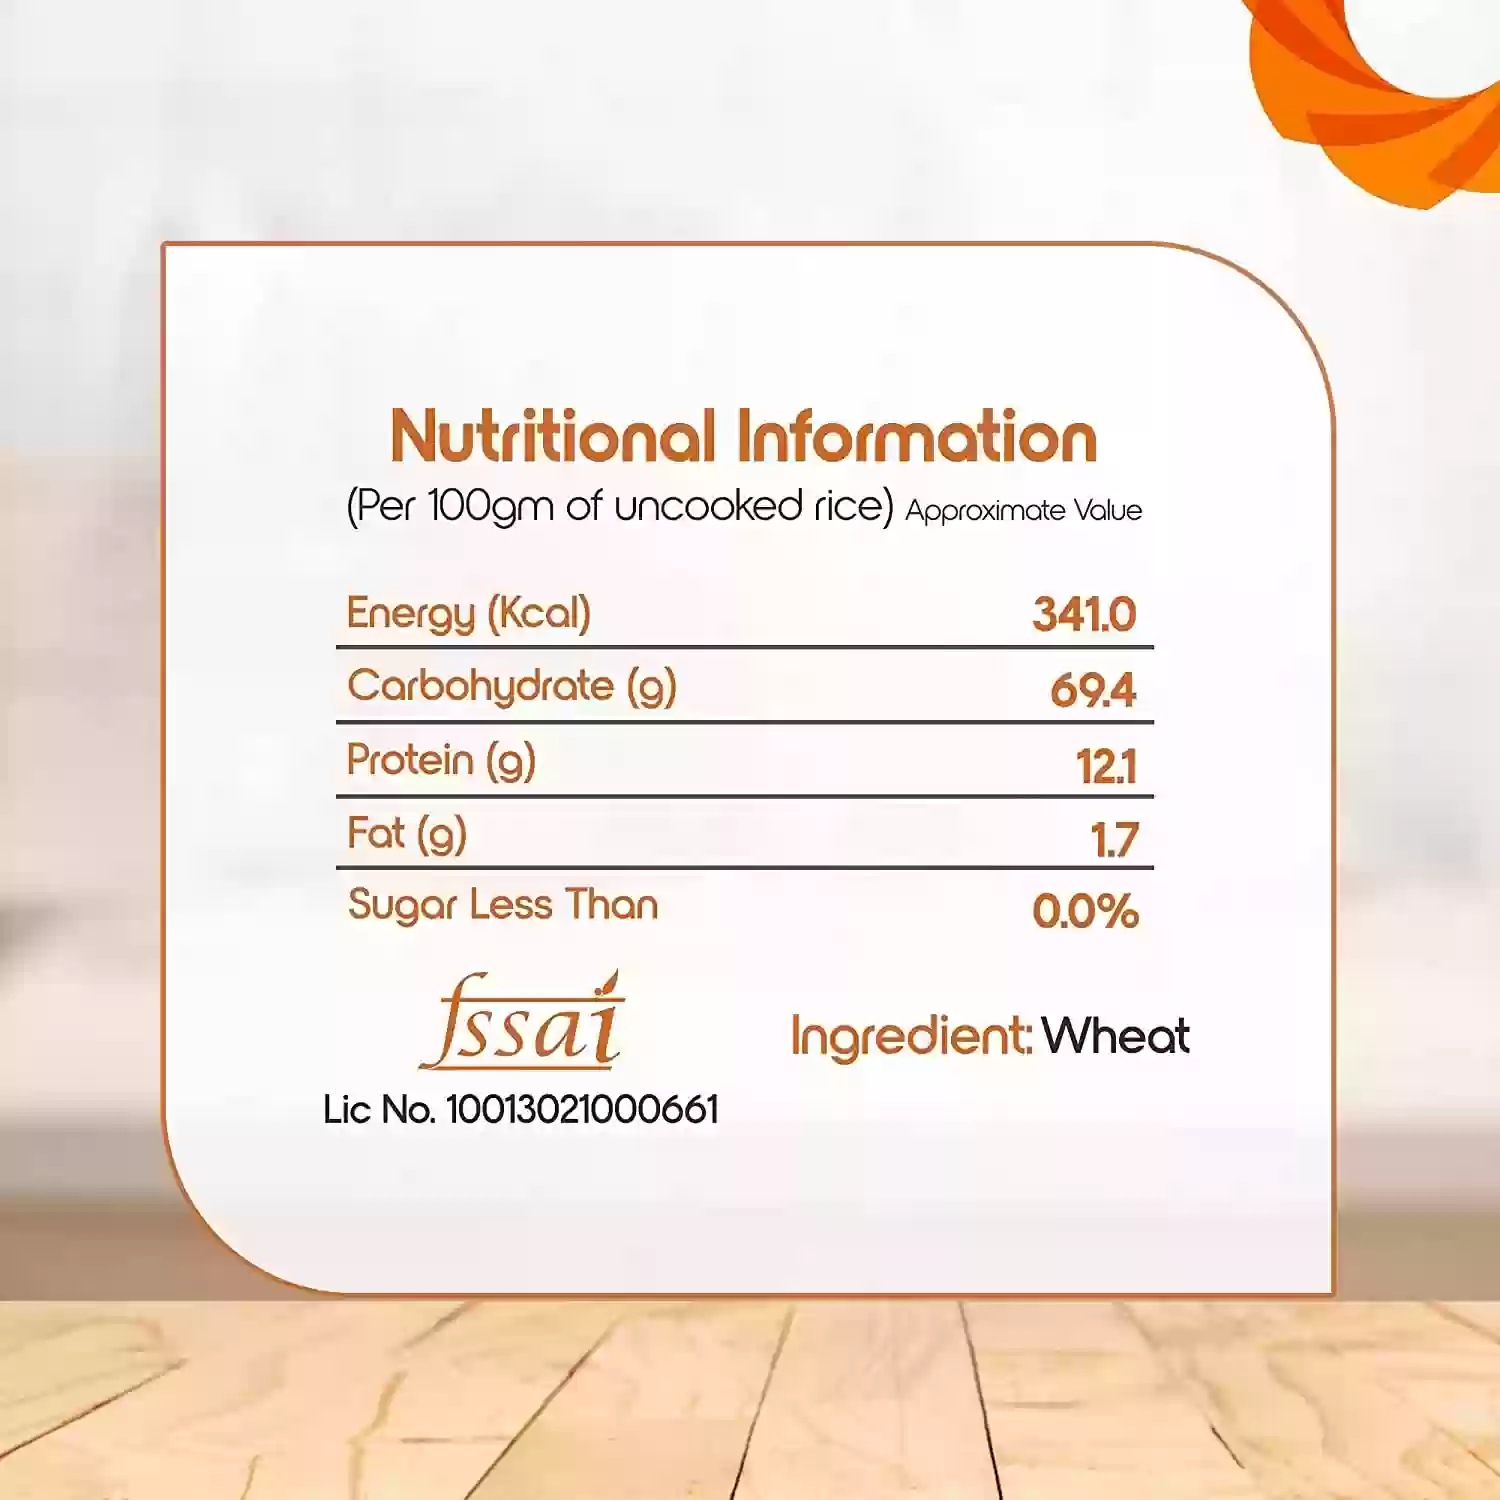 Nutritional Information
(Per 100gm of uncooked rice) Approximate Value
Energy (Kcal) 341.0
Carbohydrate (g) 69.4
Protein (g) 12.1
Fat (g) 1.7
Sugar Less Than 0.0%
fssai
Ingredient: Wheat
Lic No. 10013021000661